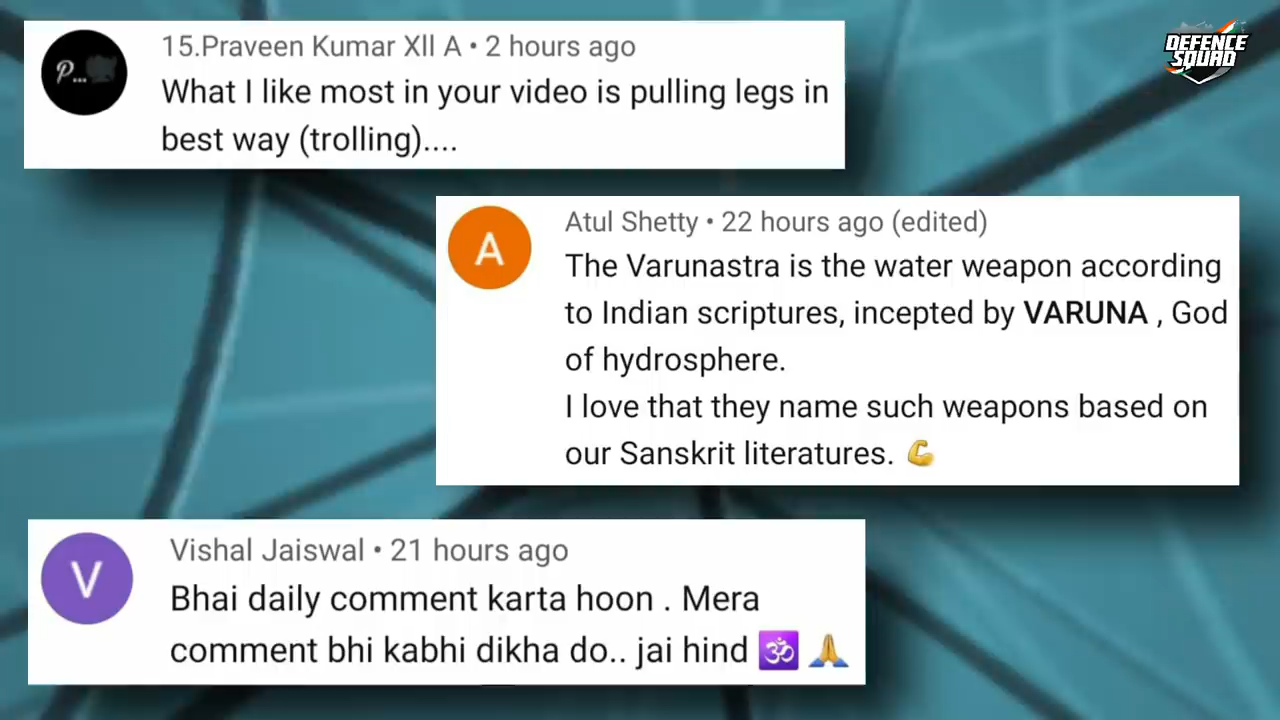 15.Praveen Kumar XII A • 2 hours ago
What I like most in your video is pulling legs in
best way (trolling)....
P...
DEFENCE
SQUAD
Atul Shetty • 22 hours ago (edited)
A
The Varunastra is the water weapon according
to Indian scriptures, incepted by VARUNA , God
of hydrosphere.
I love that they name such weapons based on
our Sanskrit literatures. 💪
Vishal Jaiswal • 21 hours ago
V
Bhai daily comment karta hoon . Mera
comment bhi kabhi dikha do.. jai hind 🕉 🙏